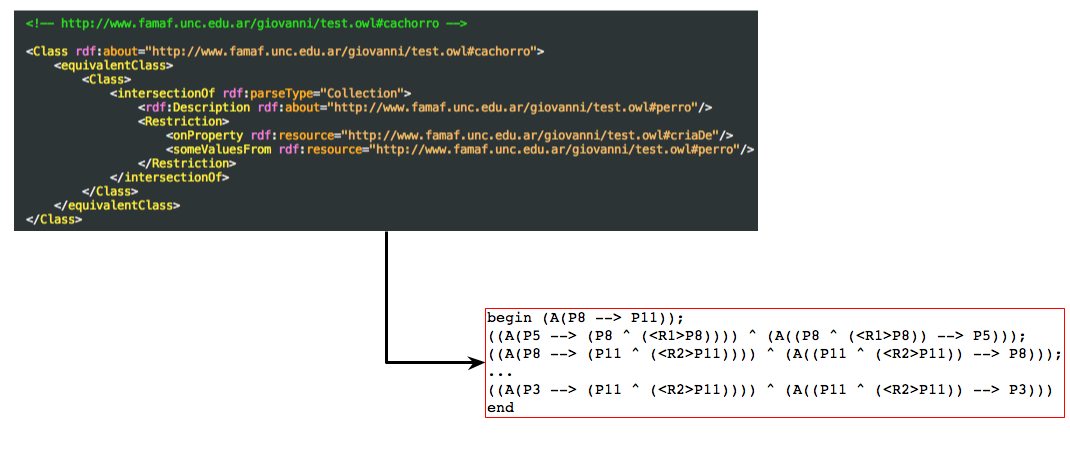 <!-- http://www.famaf.unc.edu.ar/giovanni/test.owl#cachorro -->
<Class rdf:about="http://www.famaf.unc.edu.ar/giovanni/test.owl#cachorro">
<equivalentClass>
<Class>
<intersectionOf rdf:parseType="Collection">
<rdf:Description rdf:about="http://www.famaf.unc.edu.ar/giovanni/test.owl#perro"/>
<Restriction>
<onProperty rdf:resource="http://www.famaf.unc.edu.ar/giovanni/test.owl#criaDe"/>
<someValuesFrom rdf:resource="http://www.famaf.unc.edu.ar/giovanni/test.owl#perro"/>
</Restriction>
</intersectionOf>
</Class>
</equivalentClass>
</Class>
begin (A(P8 --> P11));
((A(P5 --> (P8 ^ (<R1>P8)))) ^ (A((P8 ^ (<R1>P8)) --> P5)));
((A(P8 --> (P11 ^ (<R2>P11)))) ^ (A((P11 ^ (<R2>P11)) --> P8)));
...
((A(P3 --> (P11 ^ (<R2>P11)))) ^ (A((P11 ^ (<R2>P11)) --> P3)))
end